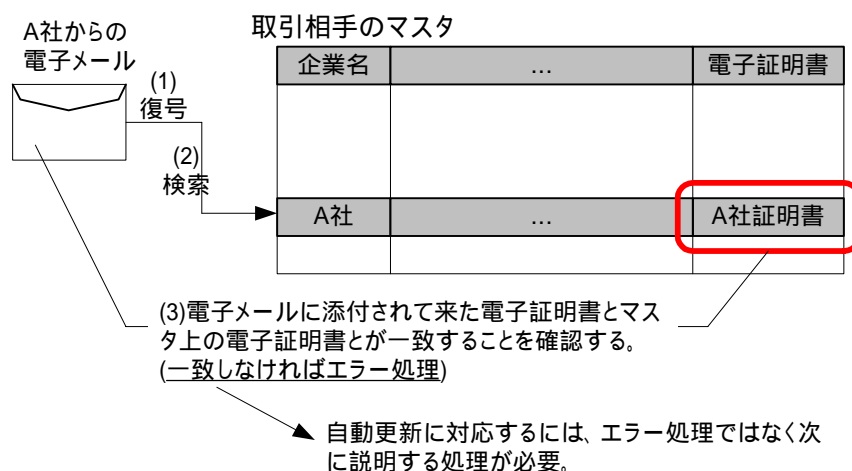 A社からの
電子メール
取引相手のマスタ
企業名
…
電子証明書
(1)
復号
(2)
検索
A社
…
A社証明書
(3)電子メールに添付されて来た電子証明書とマス
タ上の電子証明書とが一致することを確認する。
(一致しなければエラー処理)
自動更新に対応するには、エラー処理ではなく次
に説明する処理が必要。